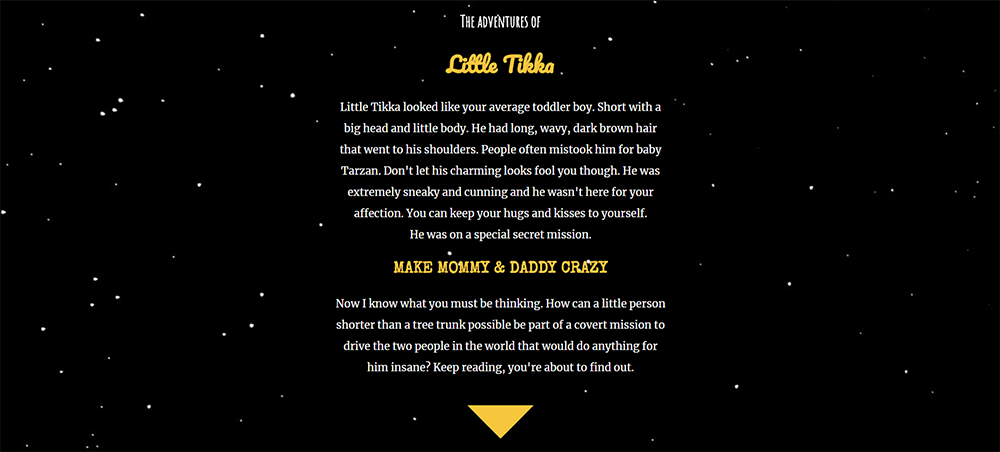 The adventures of
Little Tikka
Little Tikka looked like your average toddler boy. Short with a
big head and little body. He had long, wavy, dark brown hair
that went to his shoulders. People often mistook him for baby
Tarzan. Don't let his charming looks fool you though. He was
extremely sneaky and cunning and he wasn't here for your
affection. You can keep your hugs and kisses to yourself.
He was on a special secret mission.
MAKE MOMMY & DADDY CRAZY
Now I know what you must be thinking. How can a little person
shorter than a tree trunk possible be part of a covert mission to
drive the two people in the world that would do anything for
him insane? Keep reading, you're about to find out.